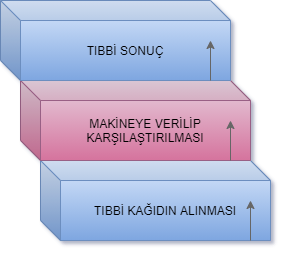 TIBBİ SONUÇ
MAKİNEYE VERİLİP
KARŞILAŞTIRILMASI
TIBBİ KAĞIDIN ALINMASI